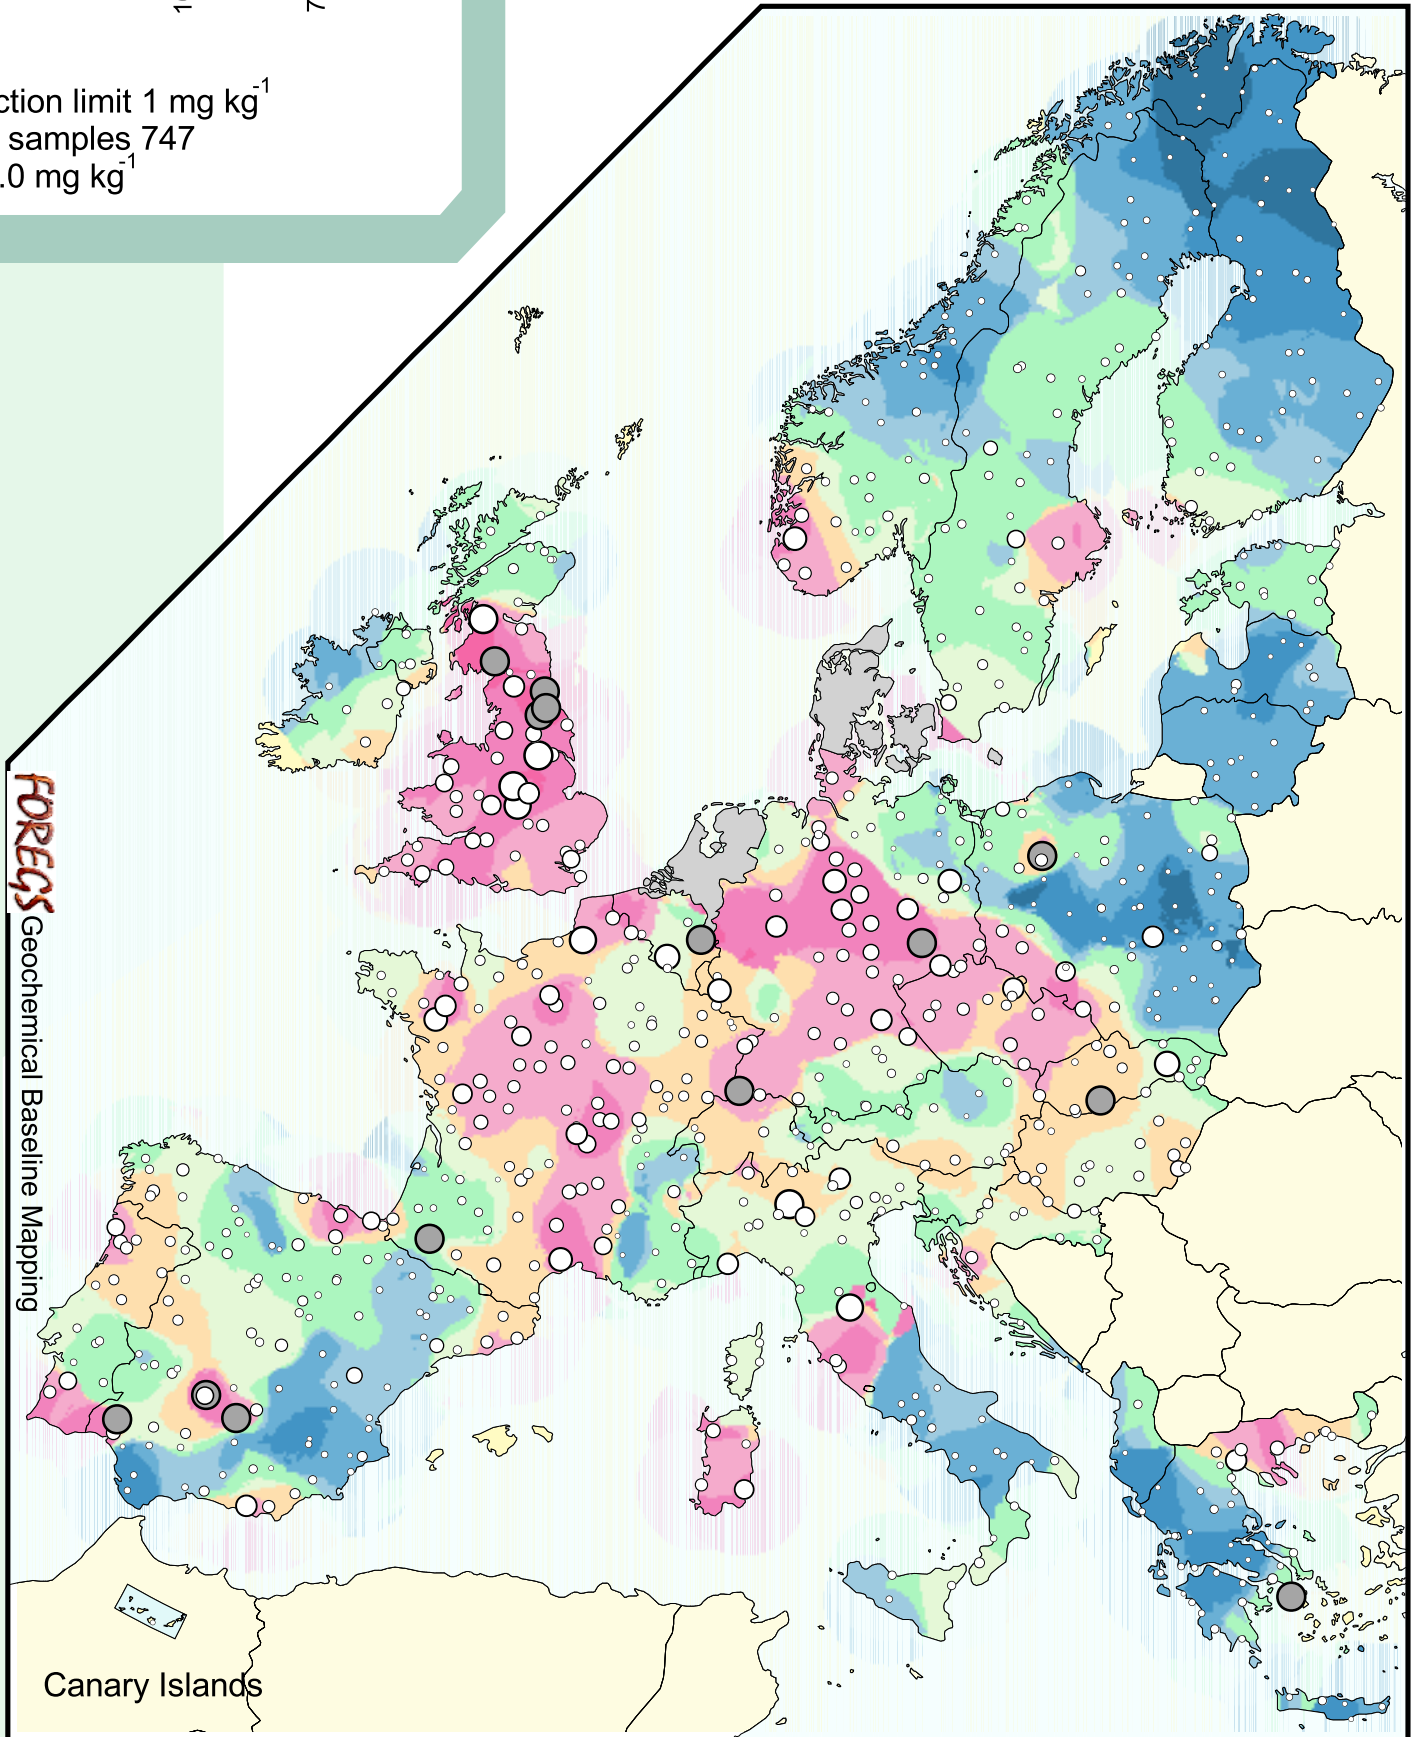 ction limit 1 mg kg-1
samples 747
.0 mg kg-1
FOREGS Geochemical Baseline Mapping
Canary Islands